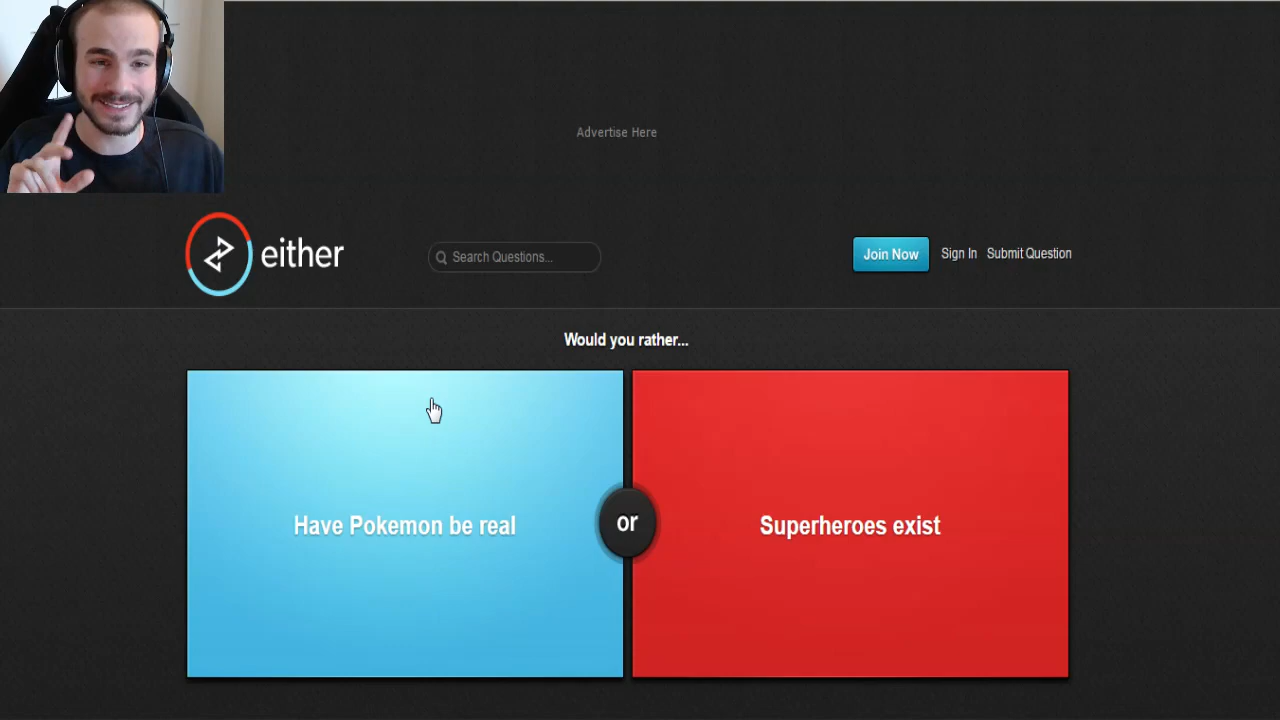 Advertise Here
either
Search Questions...
Join Now
Sign In
Submit Question
Would you rather...
Have Pokemon be real
or
Superheroes exist